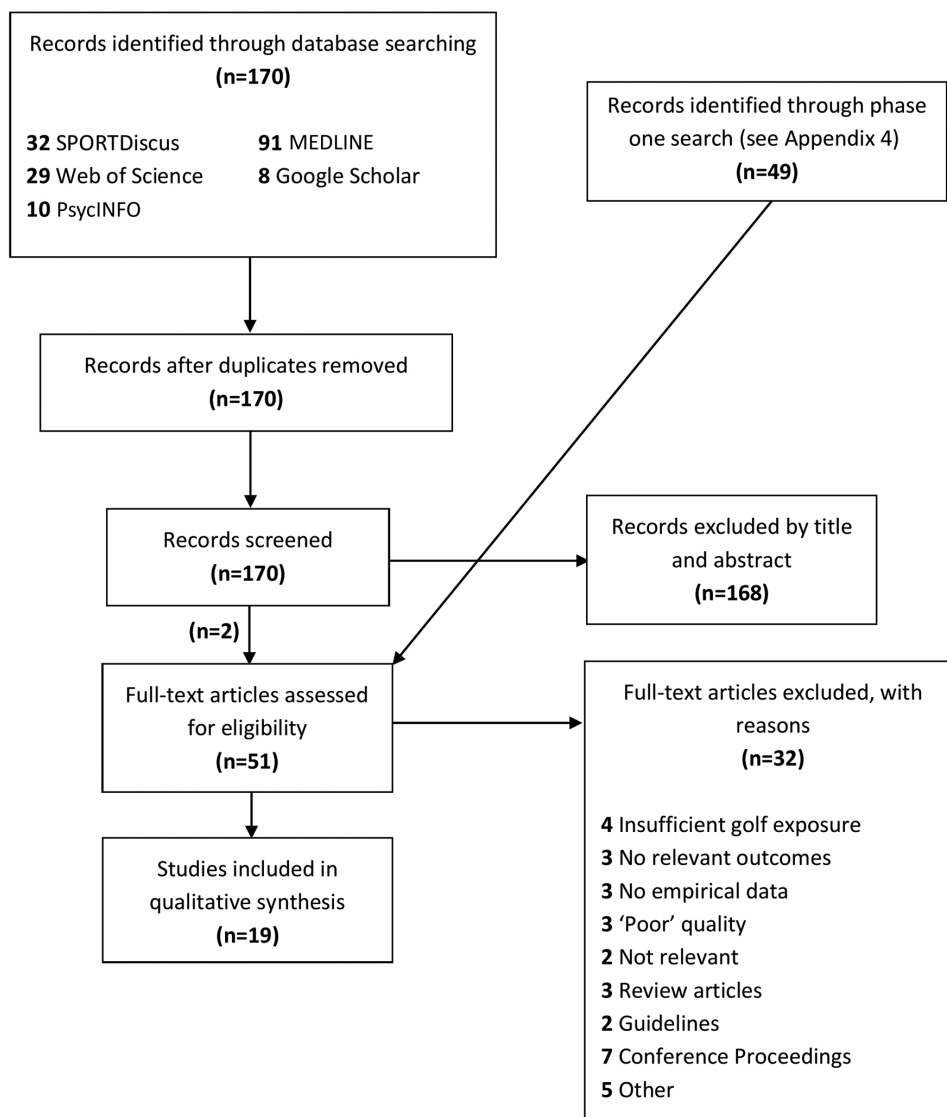 Records identified through database searching
(n=170)
32 SPORTDiscus 91 MEDLINE
29 Web of Science 8 Google Scholar
10 PsycINFO
Records identified through phase
one search (see Appendix 4)
(n=49)
Records after duplicates removed
(n=170)
Records screened
(n=170)
Records excluded by title
and abstract
(n=168)
(n=2)
Full-text articles assessed
for eligibility
(n=51)
Full-text articles excluded, with
reasons
(n=32)
4 Insufficient golf exposure
3 No relevant outcomes
3 No empirical data
3 ‘Poor’ quality
2 Not relevant
3 Review articles
2 Guidelines
7 Conference Proceedings
5 Other
Studies included in
qualitative synthesis
(n=19)